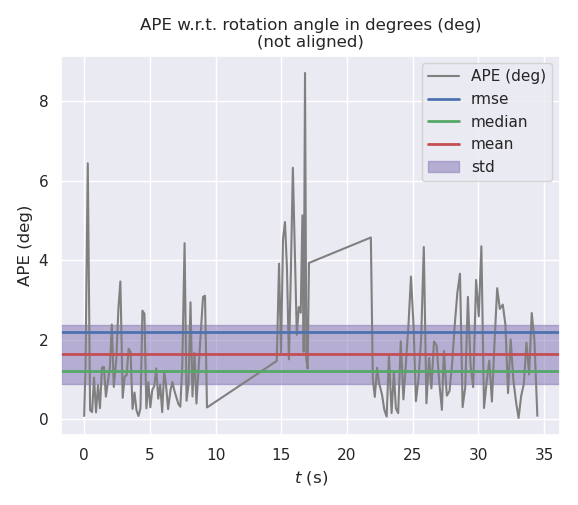 APE w.r.t. rotation angle in degrees (deg)
(not aligned)
APE (deg)
rmse
median
mean
std
APE (deg)
8
6
4
2
0
0 5 10 15 20 25 30 35
t (s)